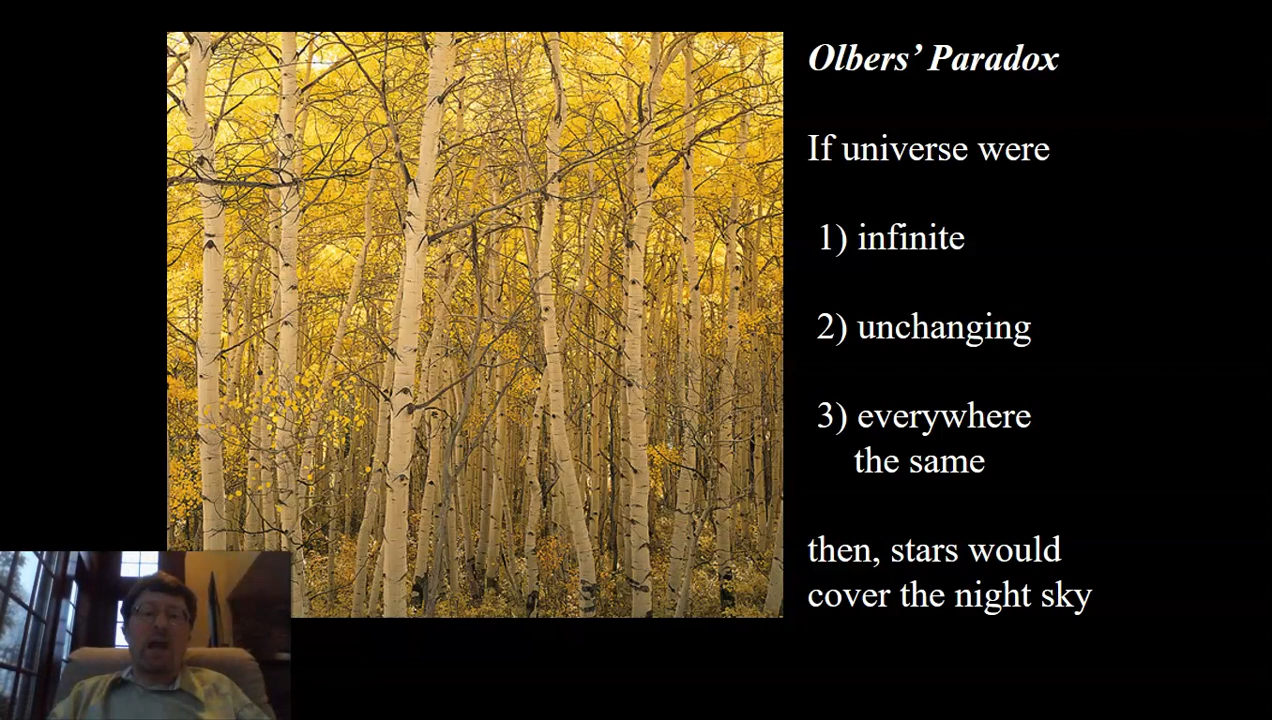 Olbers’ Paradox
If universe were
1) infinite
2) unchanging
3) everywhere
the same
then, stars would
cover the night sky